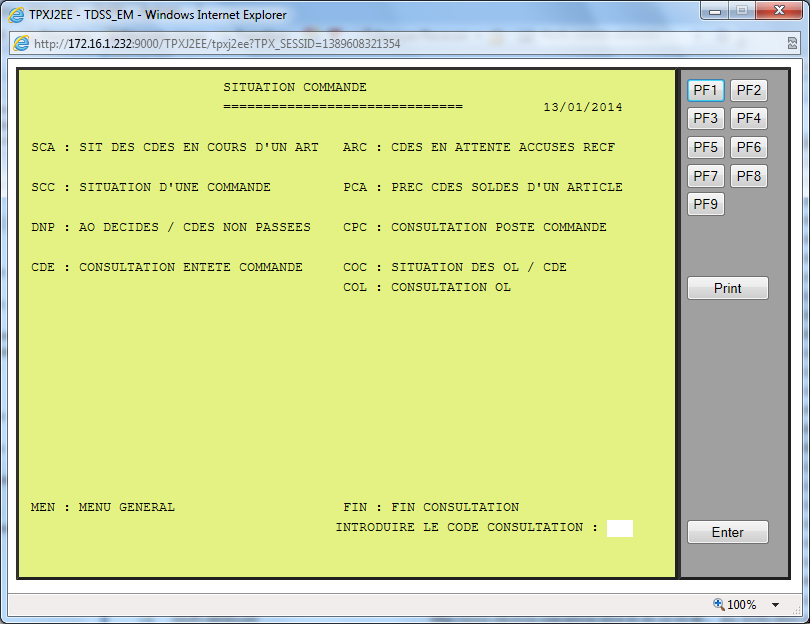 TPXJ2EE - TDSS_EM - Windows Internet Explorer
http://172.16.1.232:9000/TPXJ2EE/tpxj2ee?TPX_SESSID=1389608321354
SITUATION COMMANDE
==============================
13/01/2014
SCA : SIT DES CDES EN COURS D'UN ART ARC : CDES EN ATTENTE ACCUSES RECF
SCC : SITUATION D'UNE COMMANDE PCA : PREC CDES SOLDES D'UN ARTICLE
DNP : AO DECIDES / CDES NON PASSEES CPC : CONSULTATION POSTE COMMANDE
CDE : CONSULTATION ENTETE COMMANDE COC : SITUATION DES OL / CDE
COL : CONSULTATION OL
MEN : MENU GENERAL FIN : FIN CONSULTATION
INTRODUIRE LE CODE CONSULTATION :
PF1 PF2
PF3 PF4
PF5 PF6
PF7 PF8
PF9
Print
Enter
100%